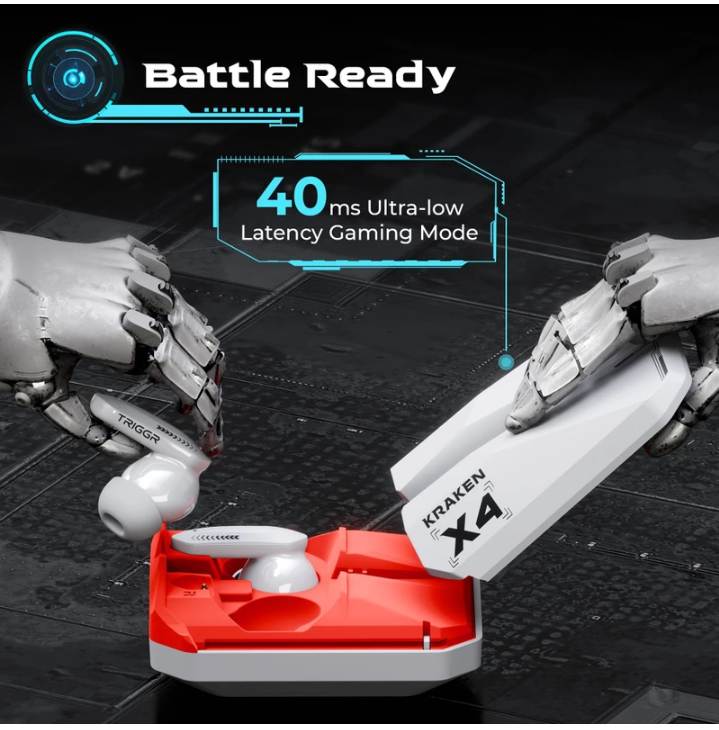 Battle Ready
40ms Ultra-low
Latency Gaming Mode
TRIGGR
KRAKEN
X4